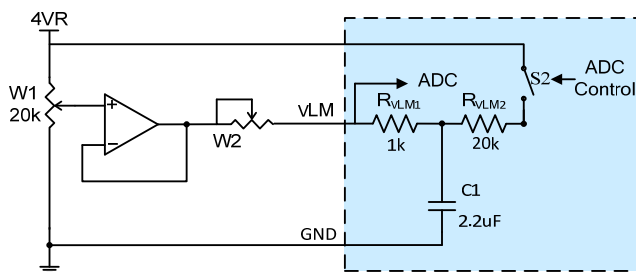 4VR
W1
20k
+
−
W2
VLM
ADC
RVLM1
1k
RVLM2
20k
S2
ADC
Control
C1
2.2uF
GND